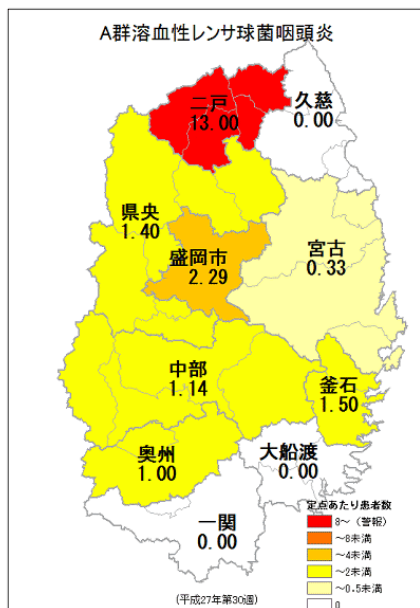 A群溶血性レンサ球菌咽頭炎
二戸
13.00
久慈
0.00
県央
1.40
盛岡市
2.29
宮古
0.33
中部
1.14
釜石
1.50
奥州
1.00
大船渡
0.00
一関
0.00
定点あたり患者数
8～（警報）
～8未満
～4未満
～2未満
～0.5未満
0
(平成27年第30週)